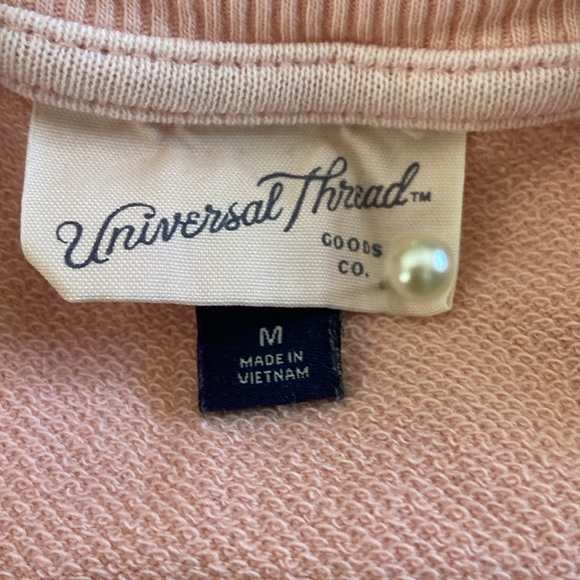 Universal Thread™
GOODS
CO.
M
MADE IN
VIETNAM